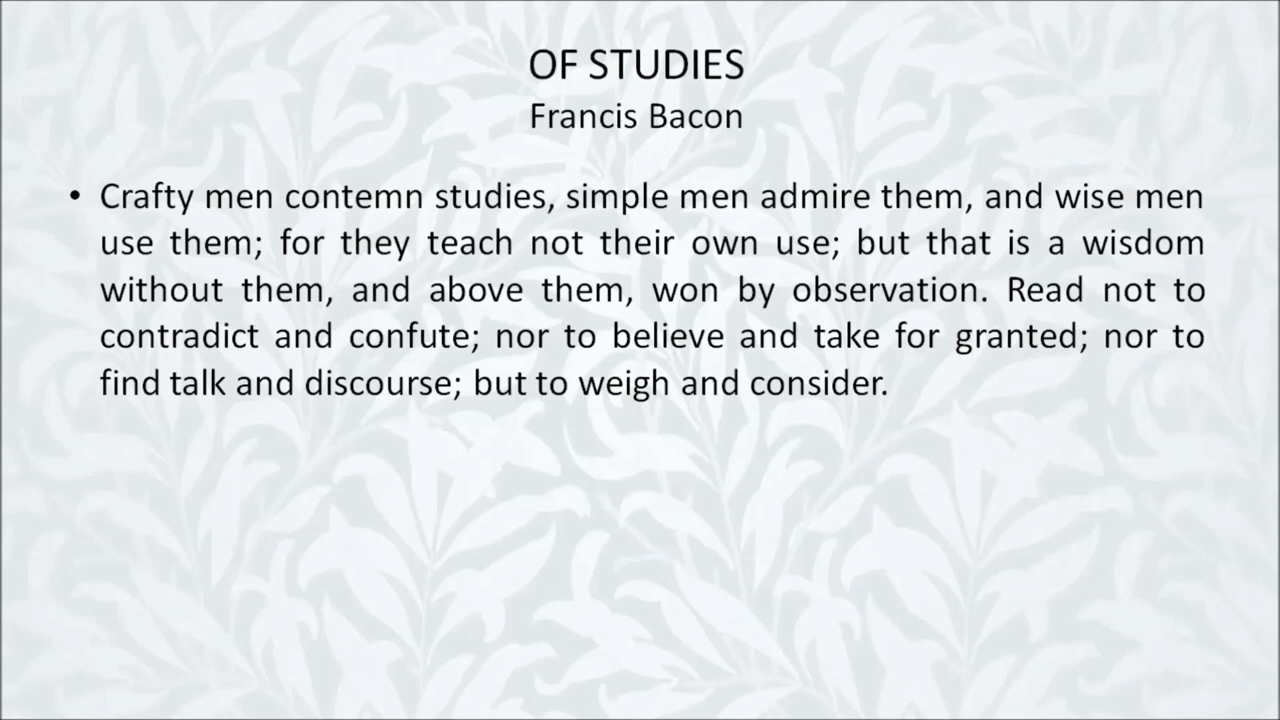 OF STUDIES
Francis Bacon
• Crafty men contemn studies, simple men admire them, and wise men
use them; for they teach not their own use; but that is a wisdom
without them, and above them, won by observation. Read not to
contradict and confute; nor to believe and take for granted; nor to
find talk and discourse; but to weigh and consider.